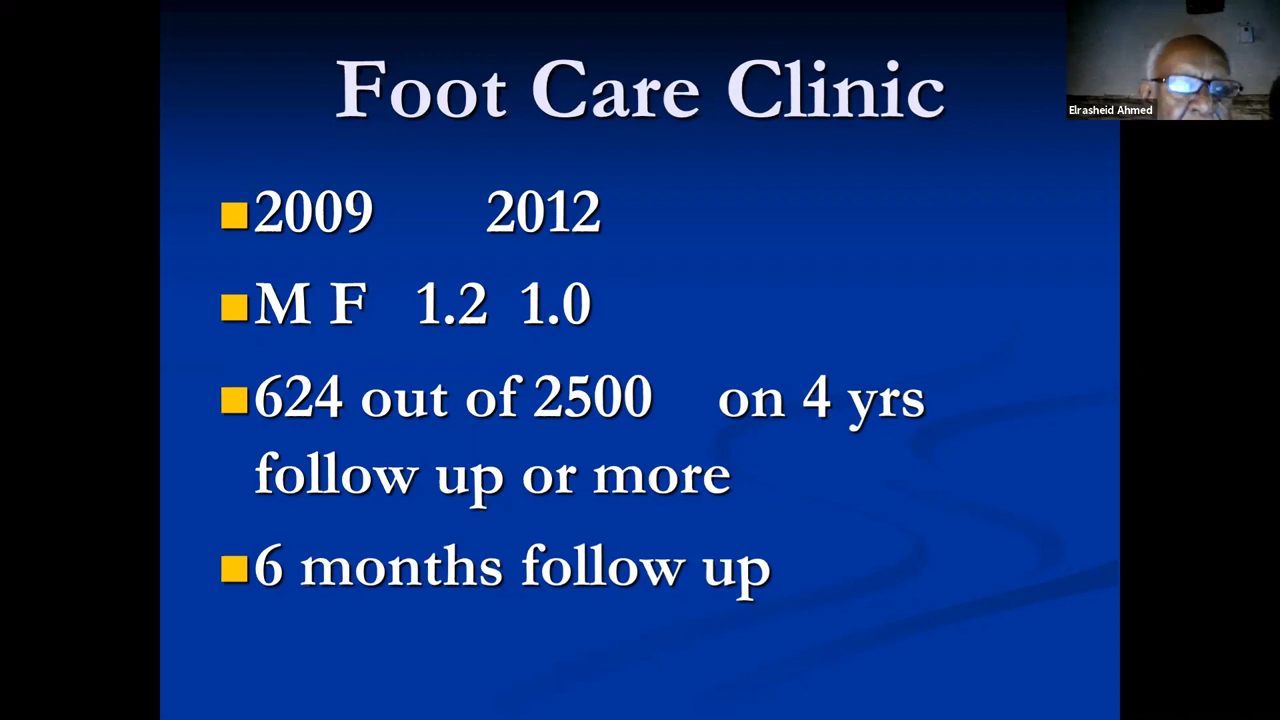 Foot Care Clinic
Elrasheid Ahmed
2009 2012
M F 1.2 1.0
624 out of 2500 on 4 yrs
follow up or more
6 months follow up